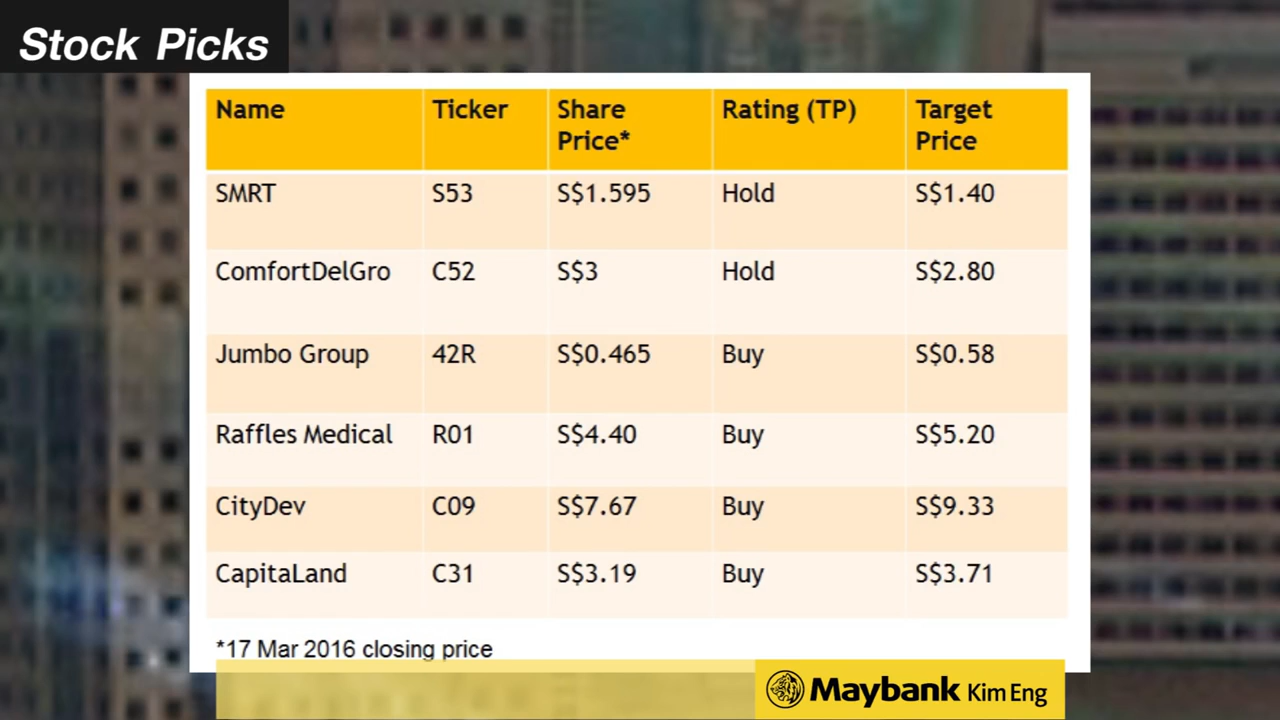 Stock Picks
Name Ticker Share Price* Rating (TP) Target Price
SMRT S53 S$1.595 Hold S$1.40
ComfortDelGro C52 S$3 Hold S$2.80
Jumbo Group 42R S$0.465 Buy S$0.58
Raffles Medical R01 S$4.40 Buy S$5.20
CityDev C09 S$7.67 Buy S$9.33
CapitaLand C31 S$3.19 Buy S$3.71
*17 Mar 2016 closing price
Maybank Kim Eng